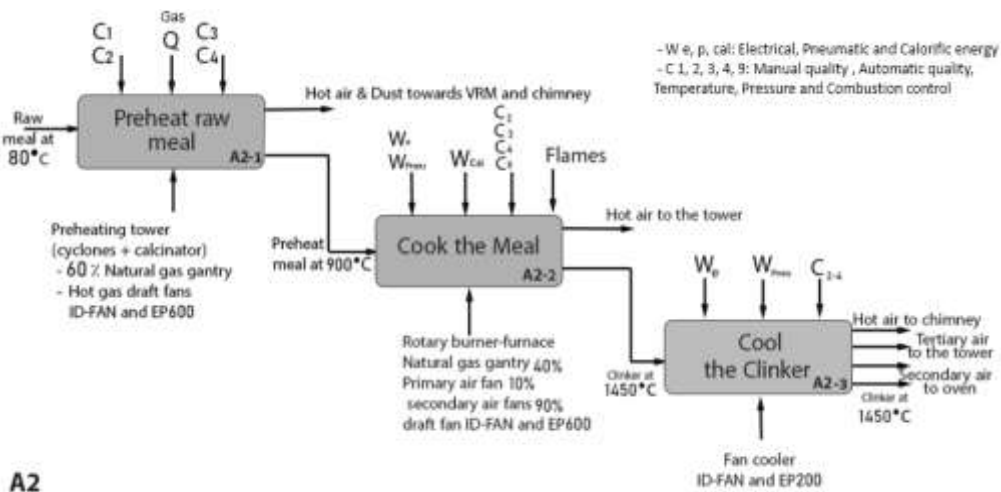 C1
C2
Gas
Q
C3
C4
- W e, p, cal: Electrical, Pneumatic and Calorific energy
- C 1, 2, 3, 4, 9: Manual quality , Automatic quality,
Temperature, Pressure and Combustion control
Raw
meal at
80°C
Preheat raw
meal
A2-1
Hot air & Dust towards VRM and chimney
Preheating tower
(cyclones + calcinator)
- 60 % Natural gas gantry
- Hot gas draft fans
ID-FAN and EP600
Preheat
meal at 900°C
W
W
W Cal
C2
C3
C4
Flames
Cook the Meal
A2-2
Hot air to the tower
Rotary burner-furnace
Natural gas gantry 40%
Primary air fan 10%
secondary air fans 90%
draft fan ID-FAN and EP600
Clinker at
1450°C
We
W
C 2-4
Cool
the Clinker
A2-3
Hot air to chimney
Tertiary air
to the tower
Secondary air
to oven
Clinker at
1450°C
Fan cooler
ID-FAN and EP200
A2